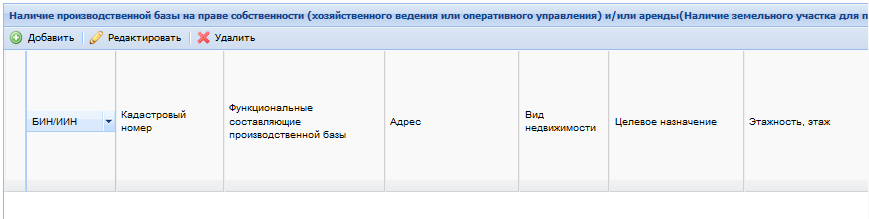 Наличие производственной базы на праве собственности (хозяйственного ведения или оперативного управления) и/или аренды(Наличие земельного участка для п
Добавить Редактировать Удалить
БИН/ИИН
Кадастровый
номер
Функциональные
составляющие
производственной базы
Адрес
Вид
недвижимости
Целевое назначение
Этажность, этаж